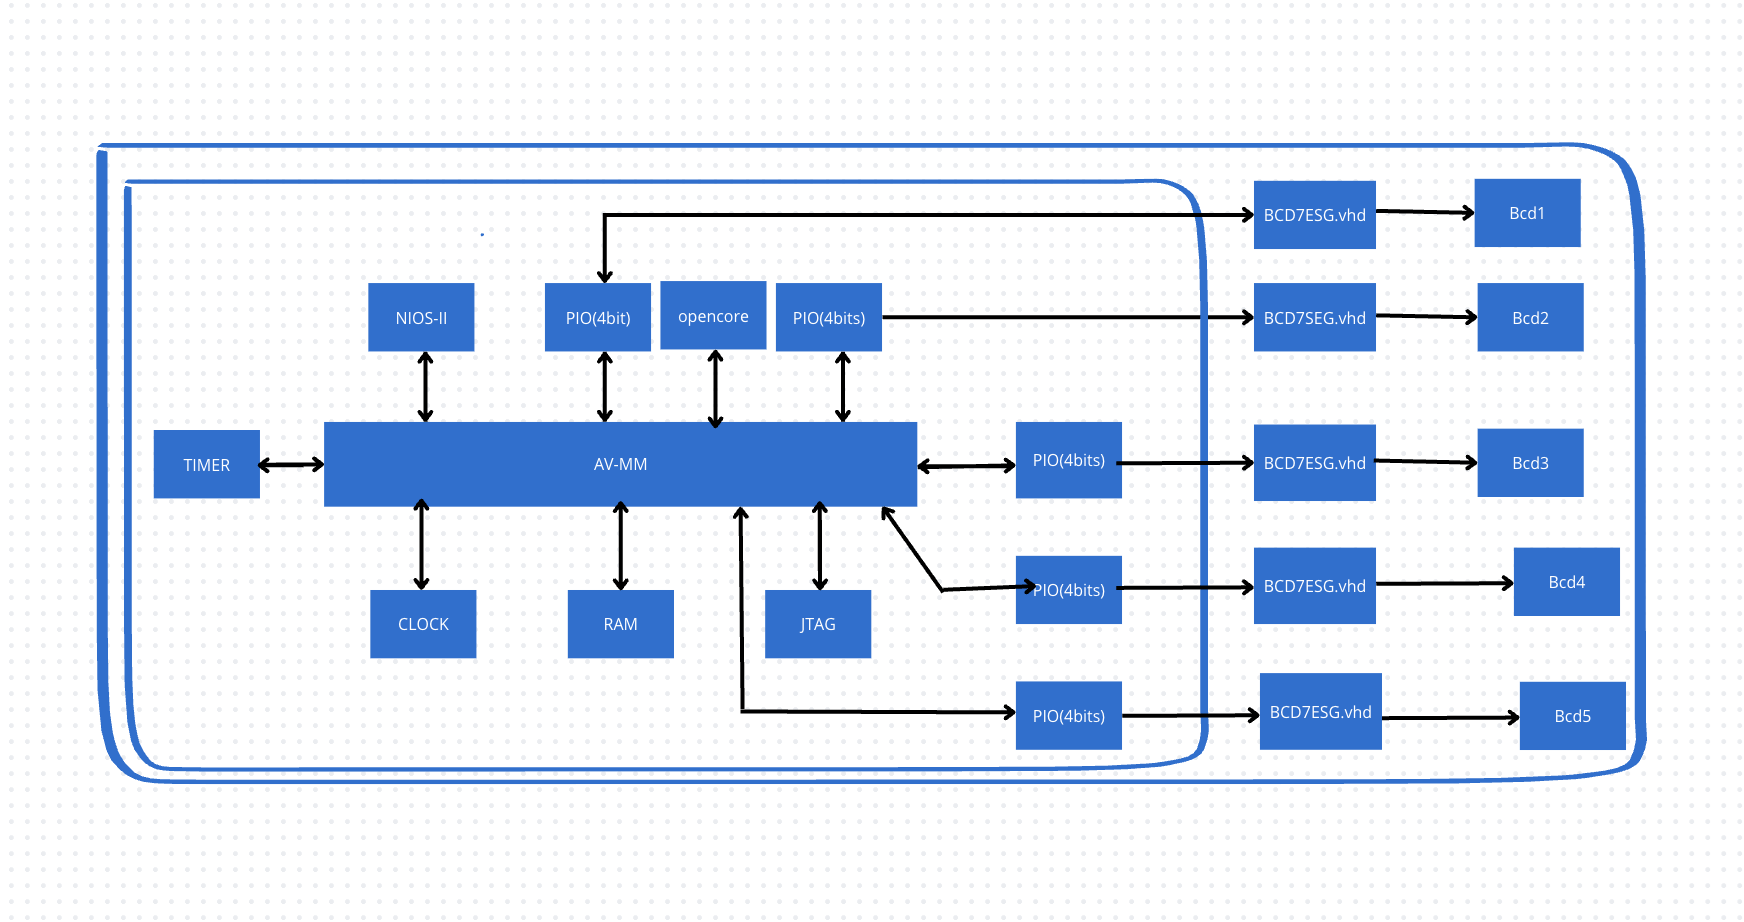 BCD7ESG.vhd
Bcd1
NIOS-II
PIO(4bit)
opencore
PIO(4bits)
BCD7SEG.vhd
Bcd2
TIMER
AV-MM
PIO(4bits)
BCD7ESG.vhd
Bcd3
PIO(4bits)
BCD7ESG.vhd
Bcd4
CLOCK
RAM
JTAG
PIO(4bits)
BCD7ESG.vhd
Bcd5